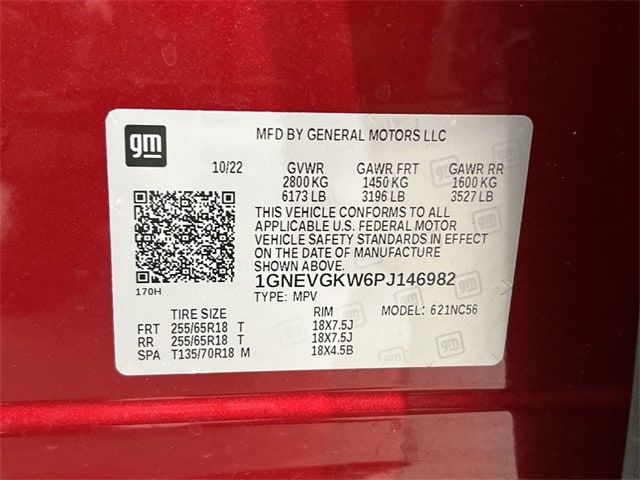 gm
MFD BY GENERAL MOTORS LLC
10/22 GVWR GAWR FRT GAWR RR
2800 KG 1450 KG 1600 KG
6173 LB 3196 LB 3527 LB
THIS VEHICLE CONFORMS TO ALL
APPLICABLE U.S. FEDERAL MOTOR
VEHICLE SAFETY STANDARDS IN EFFECT
ON THE DATE OF MANUFACTURE
SHOWN ABOVE.
170H
1GNEVGKW6PJ146982
TYPE: MPV MODEL: 621NC56
TIRE SIZE RIM
FRT 255/65R18 T 18X7.5J
RR 255/65R18 T 18X7.5J
SPA T135/70R18 M 18X4.5B